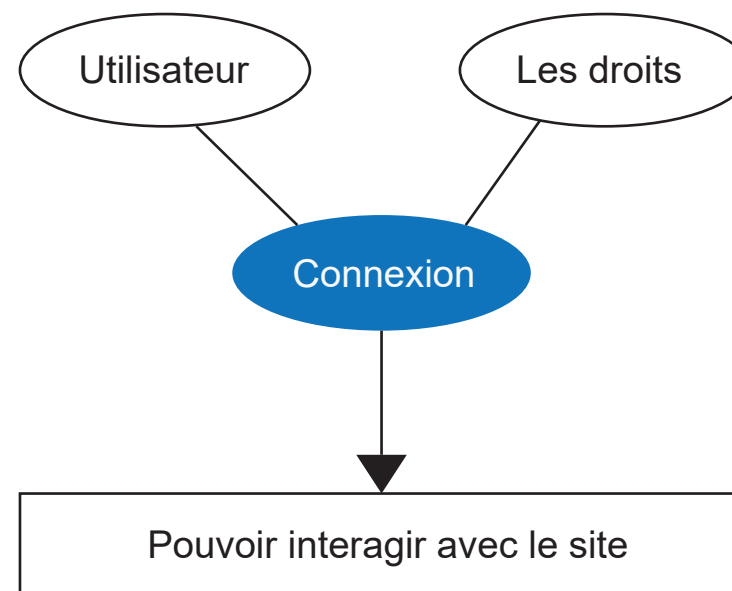 Utilisateur
Les droits
Connexion
Pouvoir interagir avec le site